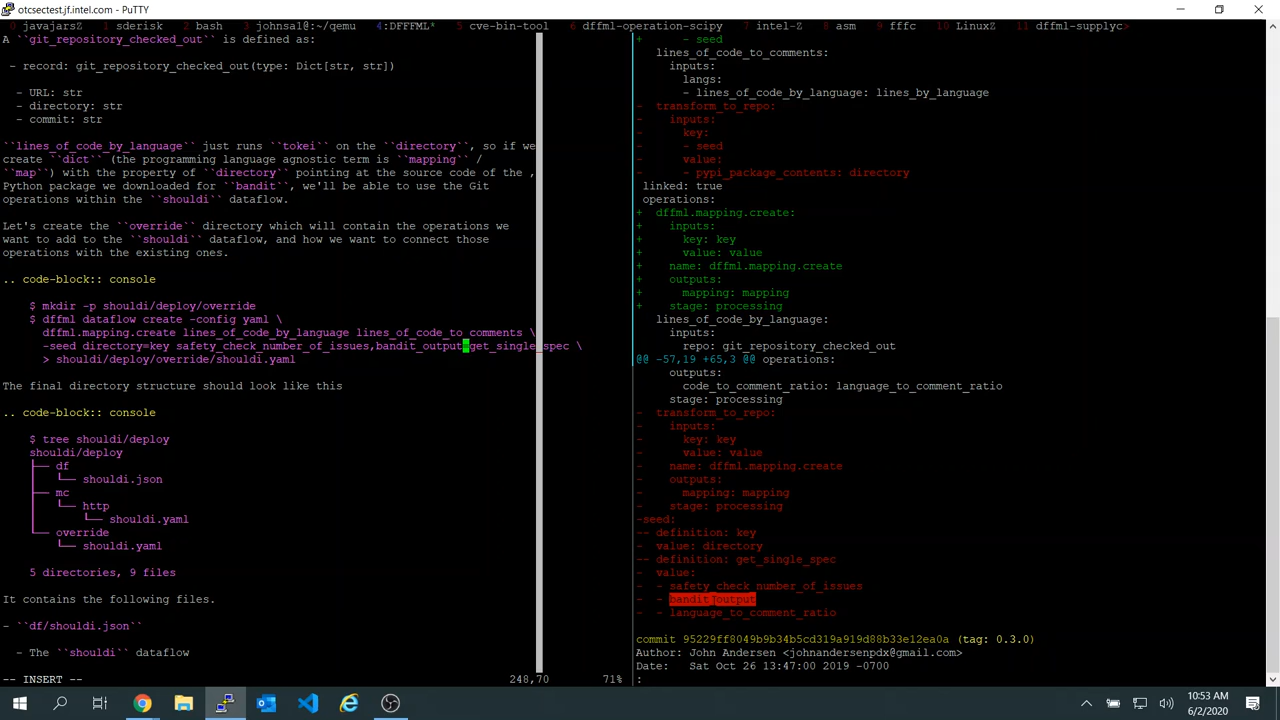 otcsectest.jf.intel.com - PuTTY
0 javajarsZ 1 sderisk 2 bash 3 johnsa1@:~/qemu 4:DFFFML* 5 cve-bin-tool 6 dffml-operation-scipy 7 intel-Z 8 asm 9 fffc 10 LinuxZ 11 dffml-supplyc>
``git_repository_checked_out`` is defined as:
- record: git_repository_checked_out(type: Dict[str, str])
- URL: str
- directory: str
- commit: str
``lines_of_code_by_language`` just runs ``tokei`` on the ``directory``, so if we
create ``dict`` (the programming language agnostic term is ``mapping`` /
``map``) with the property of ``directory`` pointing at the source code of the ,
Python package we downloaded for ``bandit``, we'll be able to use the Git
operations within the ``shouldi`` dataflow.
Let's create the ``override`` directory which will contain the operations we
want to add to the ``shouldi`` dataflow, and how we want to connect those
operations with the existing ones.
.. code-block:: console
$ mkdir -p shouldi/deploy/override
$ dffml dataflow create -config yaml \
dffml.mapping.create lines_of_code_by_language lines_of_code_to_comments \
-seed directory=key safety_check_number_of_issues,bandit_output=get_single_spec \
> shouldi/deploy/override/shouldi.yaml
The final directory structure should look like this
.. code-block:: console
$ tree shouldi/deploy
shouldi/deploy
├── df
│   └── shouldi.json
├── mc
│   └── http
│       └── shouldi.yaml
└── override
    └── shouldi.yaml
5 directories, 9 files
It contains the following files.
``shouldi.json``
- The ``shouldi`` dataflow
-- INSERT -- 248,70 71%
+ - seed
lines_of_code_to_comments:
inputs:
langs:
- lines_of_code_by_language: lines_by_language
- transform_to_repo:
- inputs:
- key:
- - seed
- value:
- - pypi_package_contents: directory
linked: true
operations:
+ dffml.mapping.create:
+ inputs:
+ key: key
+ value: value
+ name: dffml.mapping.create
+ outputs:
+ mapping: mapping
+ stage: processing
lines_of_code_by_language:
inputs:
repo: git_repository_checked_out
@@ -57,19 +65,3 @@ operations:
outputs:
code_to_comment_ratio: language_to_comment_ratio
stage: processing
- transform_to_repo:
- inputs:
- key: key
- value: value
- name: dffml.mapping.create
- outputs:
- mapping: mapping
- stage: processing
-seed:
-- definition: key
- value: directory
-- definition: get_single_spec
- value:
- - safety_check_number_of_issues
- - bandit_output
- - language_to_comment_ratio
commit 95229ff8049b9b34b5cd319a919d88b33e12ea0a (tag: 0.3.0)
Author: John Andersen <johnandersenpdx@gmail.com>
Date: Sat Oct 26 13:47:00 2019 -0700
:
10:53 AM
6/2/2020